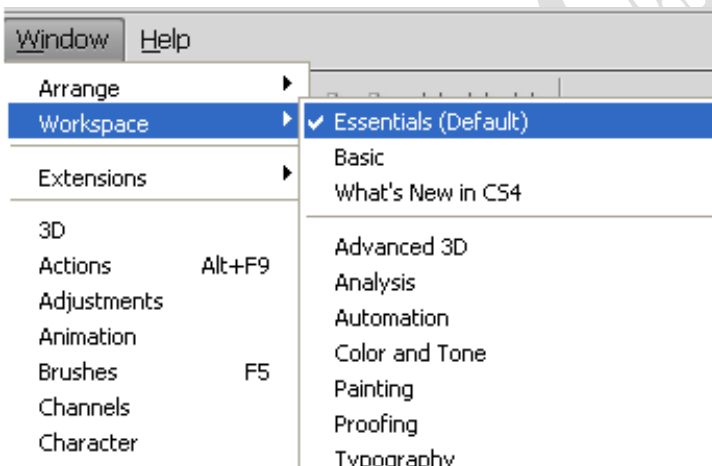 Window Help
Arrange
Workspace
Extensions
3D
Actions Alt+F9
Adjustments
Animation
Brushes F5
Channels
Character
Essentials (Default)
Basic
What's New in CS4
Advanced 3D
Analysis
Automation
Color and Tone
Painting
Proofing
Typography